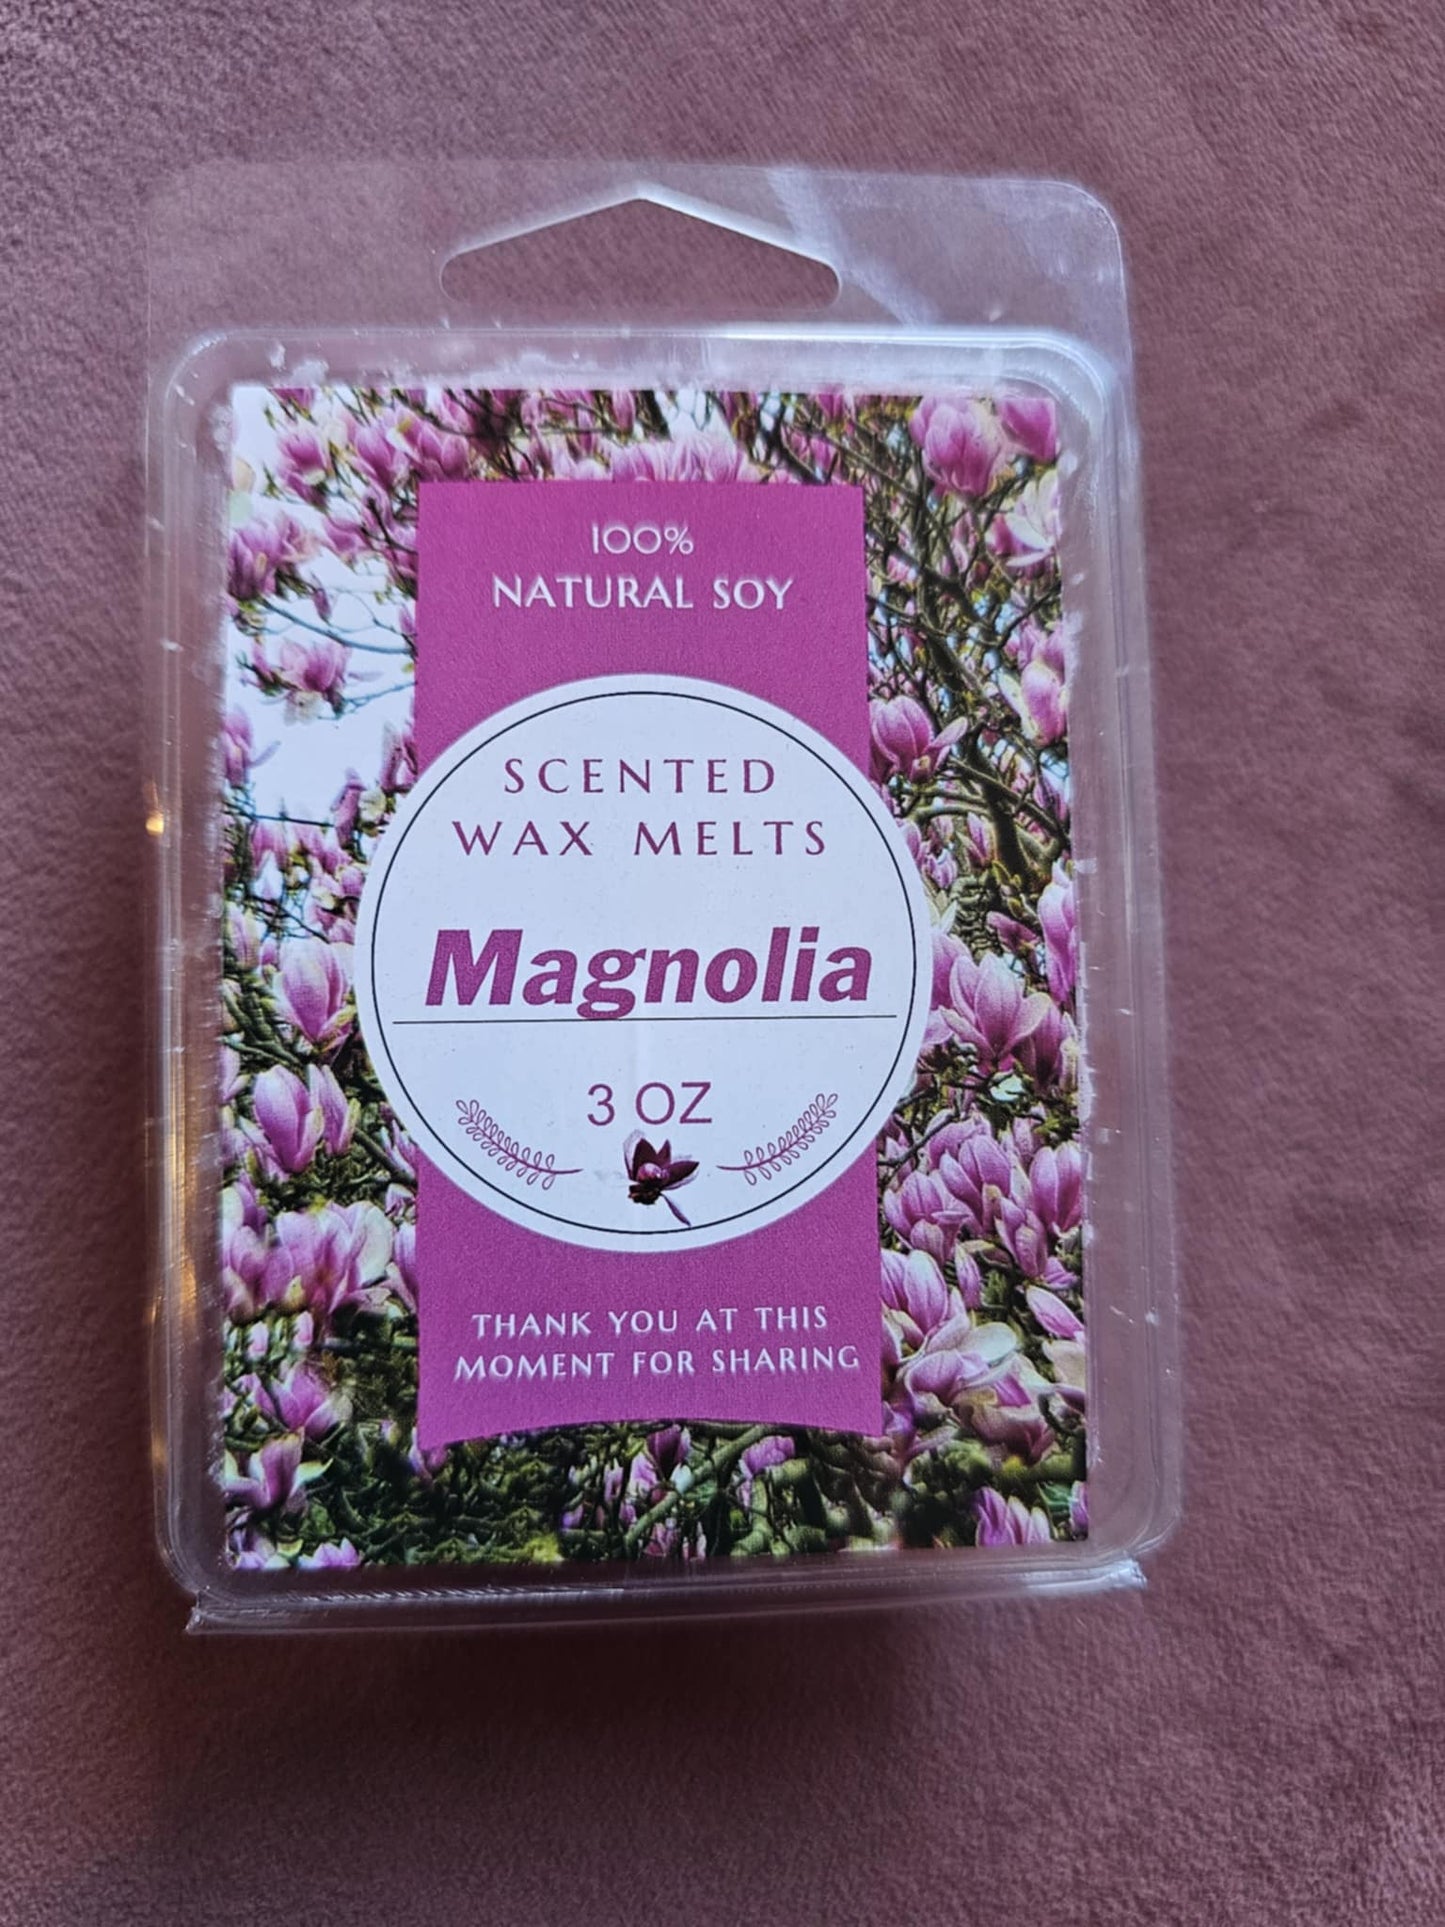 100%
NATURAL SOY
SCENTED
WAX MELTS
Magnolia
3 OZ
THANK YOU AT THIS
MOMENT FOR SHARING